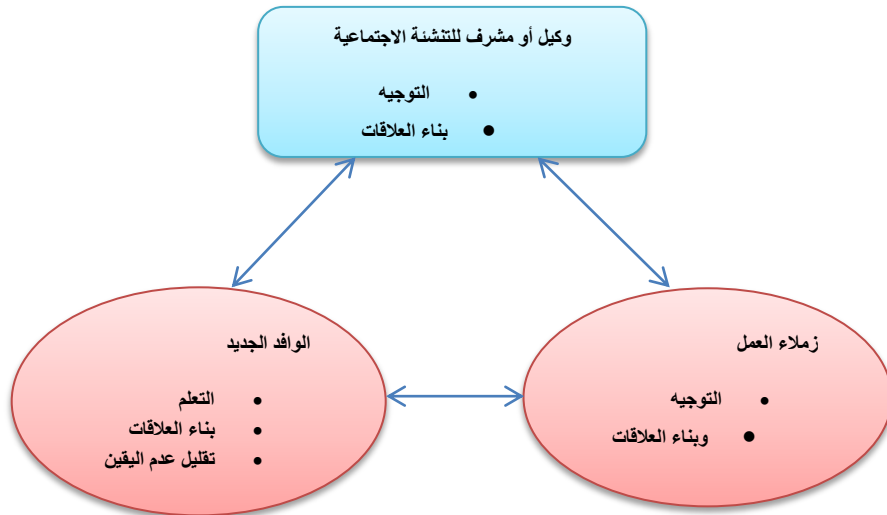 وكيل أو مشرف للتنشئة الاجتماعية
• التوجيه
• بناء العلاقات
زملاء العمل
• التوجيه
• وبناء العلاقات
الوافد الجديد
• التعلم
• بناء العلاقات
• تقليل عدم اليقين